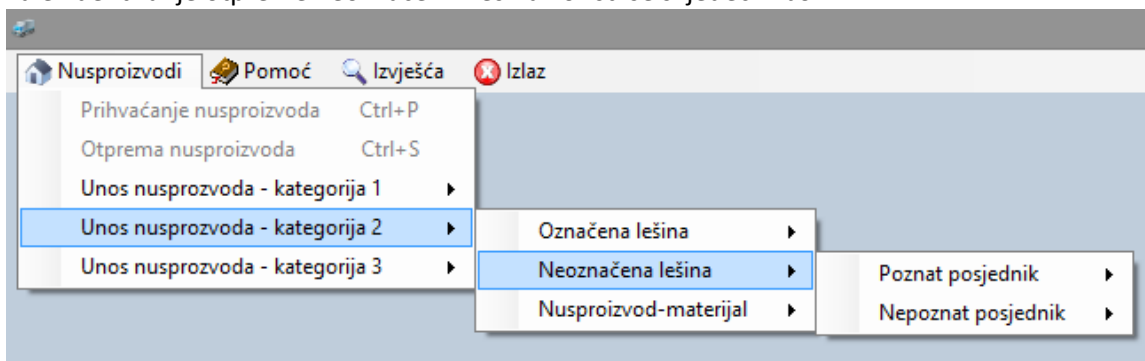 Nusproizvodi Pomoć Izvješća Izlaz
Prihvaćanje nusproizvoda Ctrl+P
Otprema nusproizvoda Ctrl+S
Unos nusprozvoda - kategorija 1
Unos nusprozvoda - kategorija 2
Unos nusprozvoda - kategorija 3
Označena lešina
Neoznačena lešina
Nusproizvod-materijal
Poznat posjednik
Nepoznat posjednik